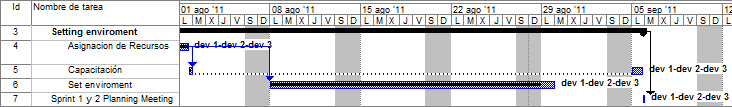 Id Nombre de tarea 01 ago '11 08 ago '11 15 ago '11 22 ago '11 29 ago '11 05 sep '11 12
L M X J V S D L M X J V S D L M X J V S D L M X J V S D L M X J V S D L M X J V S D L
3 Setting enviroment
4 Asignacion de Recursos dev 1-dev 2-dev 3
5 Capacitación dev 1-dev 2-dev 3
6 Set enviroment dev 1-dev 2-dev 3
7 Sprint 1 y 2 Planning Meeting dev 1-dev 2-dev 3